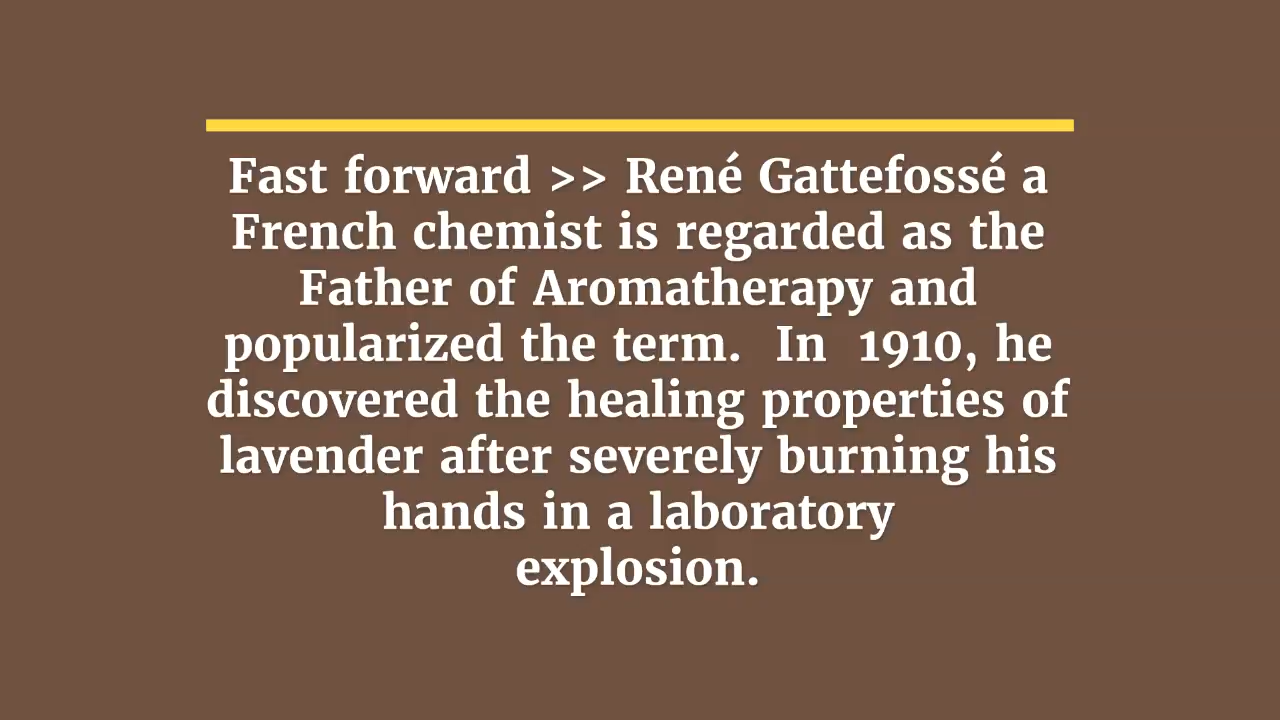 Fast forward >> René Gattefossé a
French chemist is regarded as the
Father of Aromatherapy and
popularized the term.  In  1910, he
discovered the healing properties of
lavender after severely burning his
hands in a laboratory
explosion.